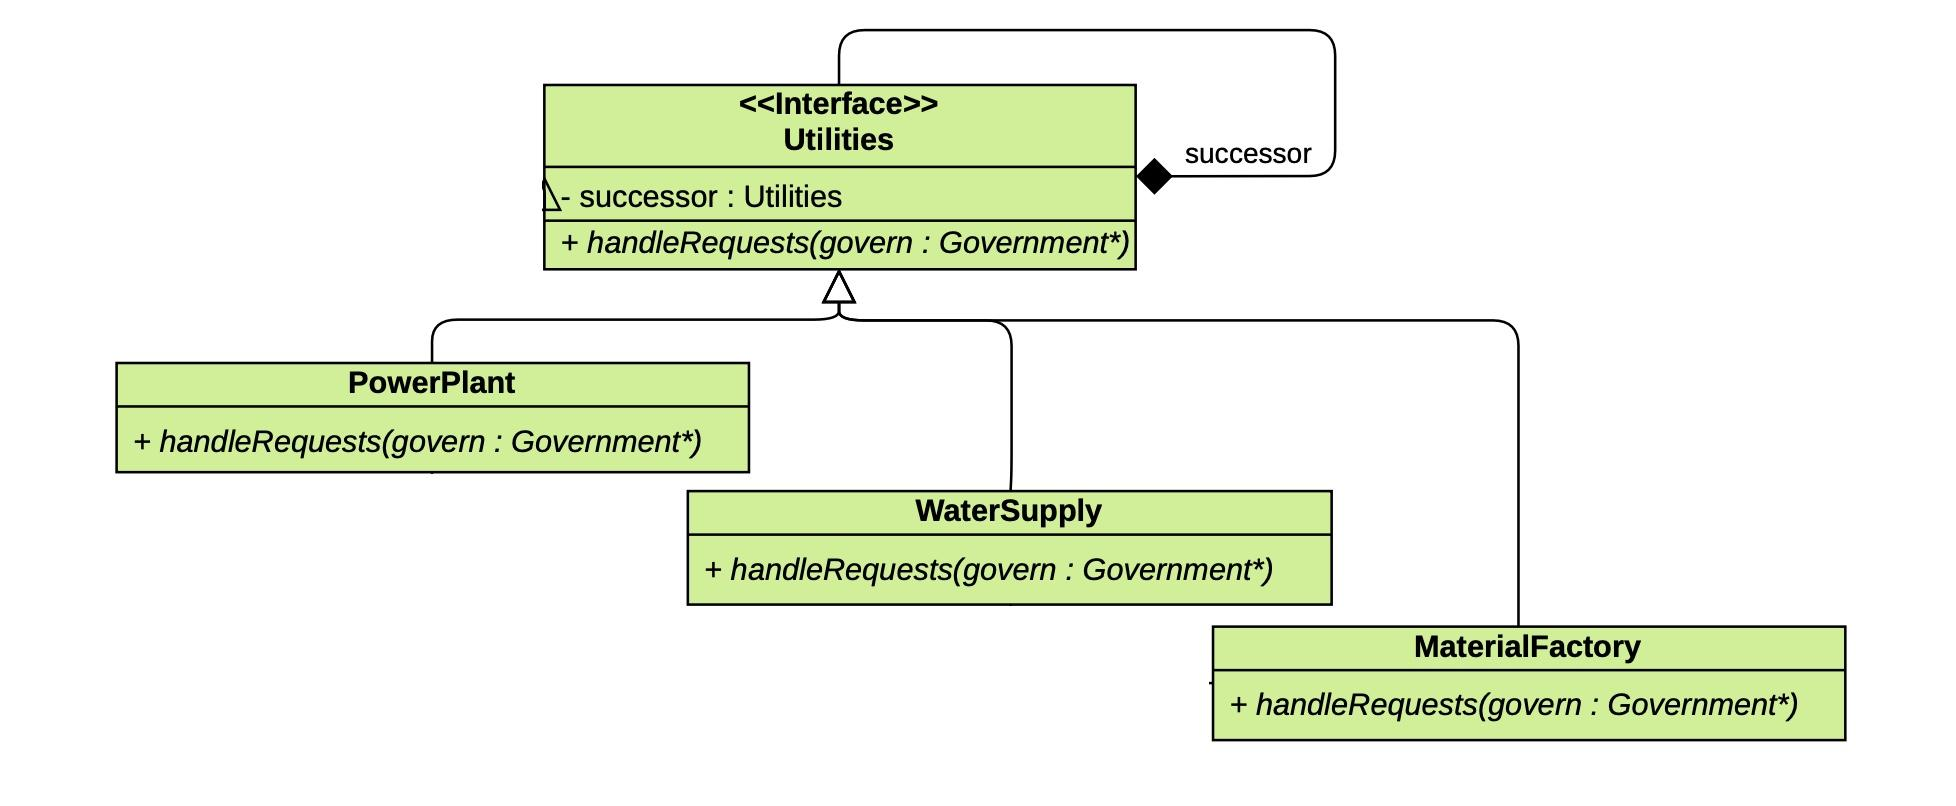 <<Interface>>
Utilities
successor
- successor : Utilities
+ handleRequests(govern : Government*)
PowerPlant
+ handleRequests(govern : Government*)
WaterSupply
+ handleRequests(govern : Government*)
MaterialFactory
+ handleRequests(govern : Government*)